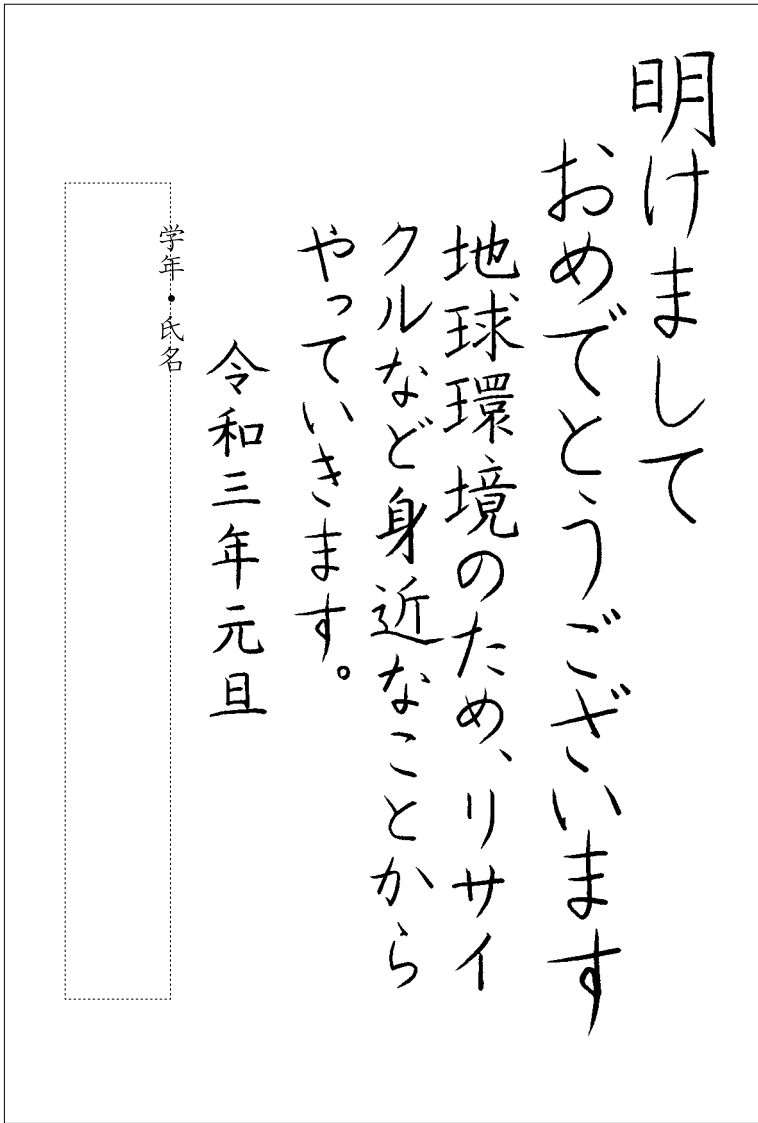 明けまして
おめでとうございます
地球環境のため、リサイ
クルなど身近なことから
やっていきます。
令和三年元旦
学年・氏名